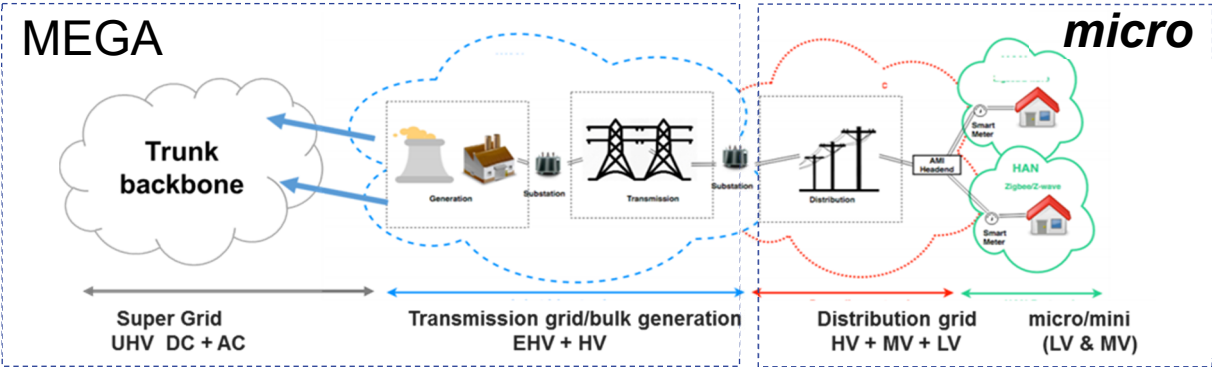 MEGA
micro
Trunk
backbone
Generation
Substation
Transmission
Substation
Distribution
c
AMI
Headend
Smart
Meter
HAN
Zigbee/Z-wave
Smart
Meter
Super Grid
UHV DC + AC
Transmission grid/bulk generation
EHV + HV
Distribution grid
HV + MV + LV
micro/mini
(LV & MV)